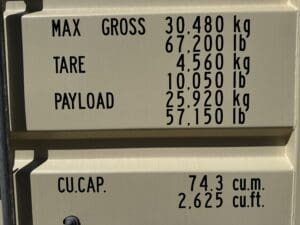 MAX GROSS 30.480 kg
67.200 lb
TARE 4.560 kg
10.050 lb
PAYLOAD 25.920 kg
57.150 lb
CU.CAP. 74.3 cu.m.
2.625 cu.ft.